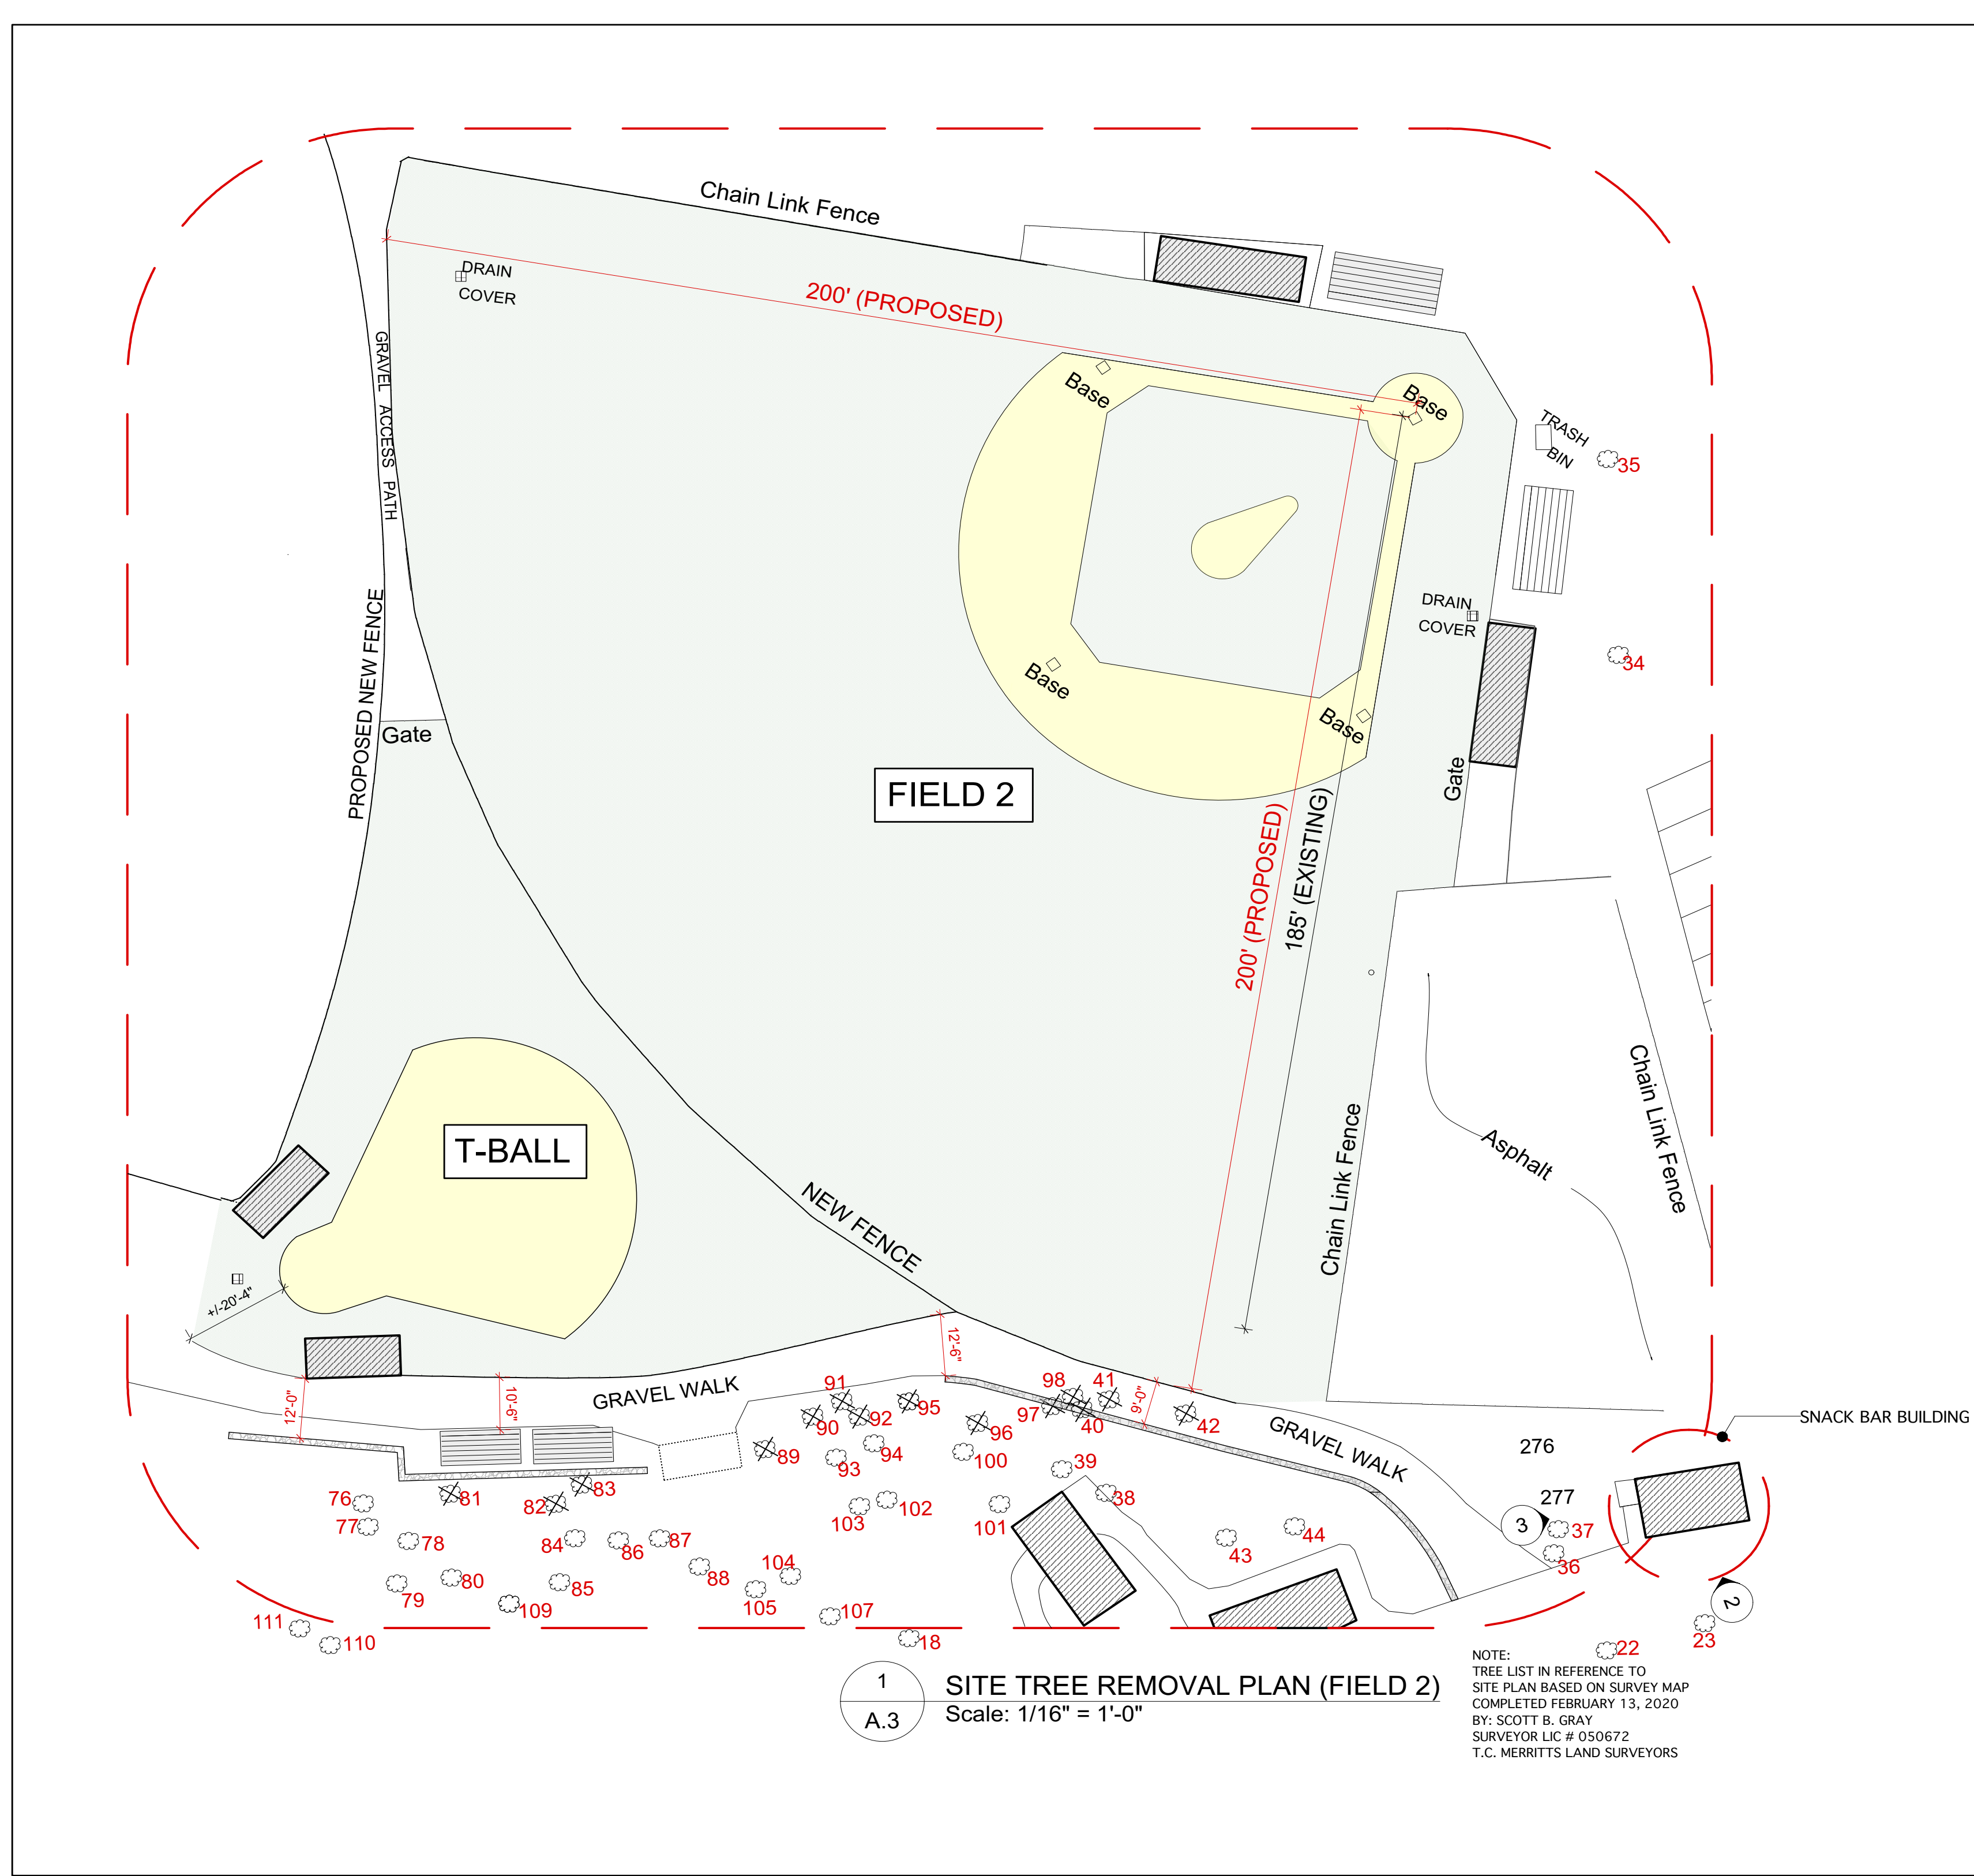 Chain Link Fence
DRAIN
COVER
200' (PROPOSED)
Base
Base
TRASH
BIN
35
GRAVEL ACCESS PATH
DRAIN
COVER
34
PROPOSED NEW FENCE
Gate
Base
Base
Gate
FIELD 2
200' (PROPOSED)
185' (EXISTING)
Chain Link Fence
Asphalt
Chain Link Fence
T-BALL
NEW FENCE
+/-20'-4"
12'-0"
10'-6"
GRAVEL WALK
12'-6"
9'-0"
GRAVEL WALK
91
90
92
95
98
41
97
40
42
96
89
93
94
100
39
38
SNACK BAR BUILDING
276
277
3
37
36
76
81
82
83
77
78
84
86
87
103
102
101
43
44
79
80
85
88
104
105
109
107
111
110
18
2
23
22
1
A.3
SITE TREE REMOVAL PLAN (FIELD 2)
Scale: 1/16" = 1'-0"
NOTE:
TREE LIST IN REFERENCE TO
SITE PLAN BASED ON SURVEY MAP
COMPLETED FEBRUARY 13, 2020
BY: SCOTT B. GRAY
SURVEYOR LIC # 050672
T.C. MERRITTS LAND SURVEYORS